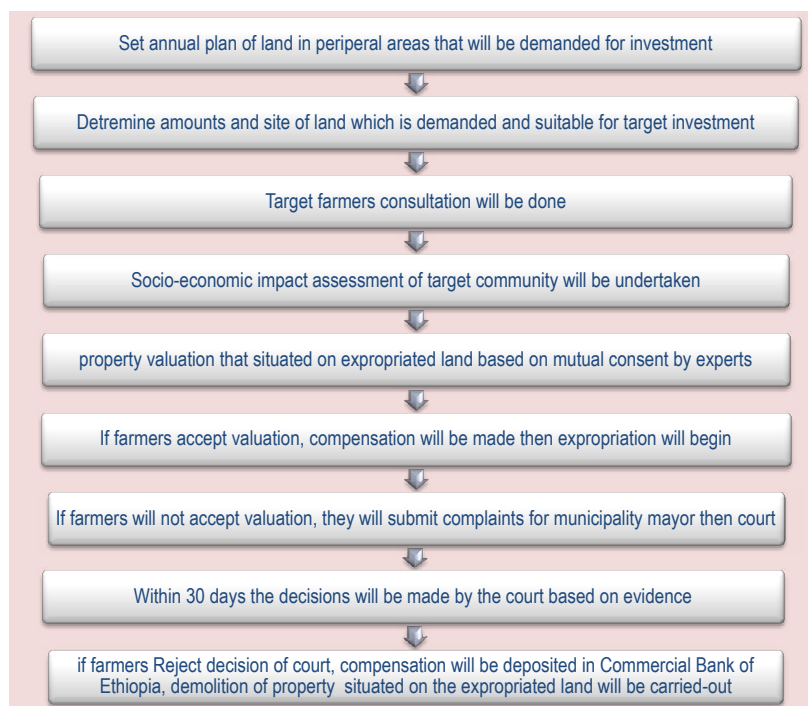 Set annual plan of land in periperal areas that will be demanded for investment
Detremine amounts and site of land which is demanded and suitable for target investment
Target farmers consultation will be done
Socio-economic impact assessment of target community will be undertaken
property valuation that situated on expropriated land based on mutual consent by experts
If farmers accept valuation, compensation will be made then expropriation will begin
If farmers will not accept valuation, they will submit complaints for municipality mayor then court
Within 30 days the decisions will be made by the court based on evidence
if farmers Reject decision of court, compensation will be deposited in Commercial Bank of
Ethiopia, demolition of property situated on the expropriated land will be carried-out